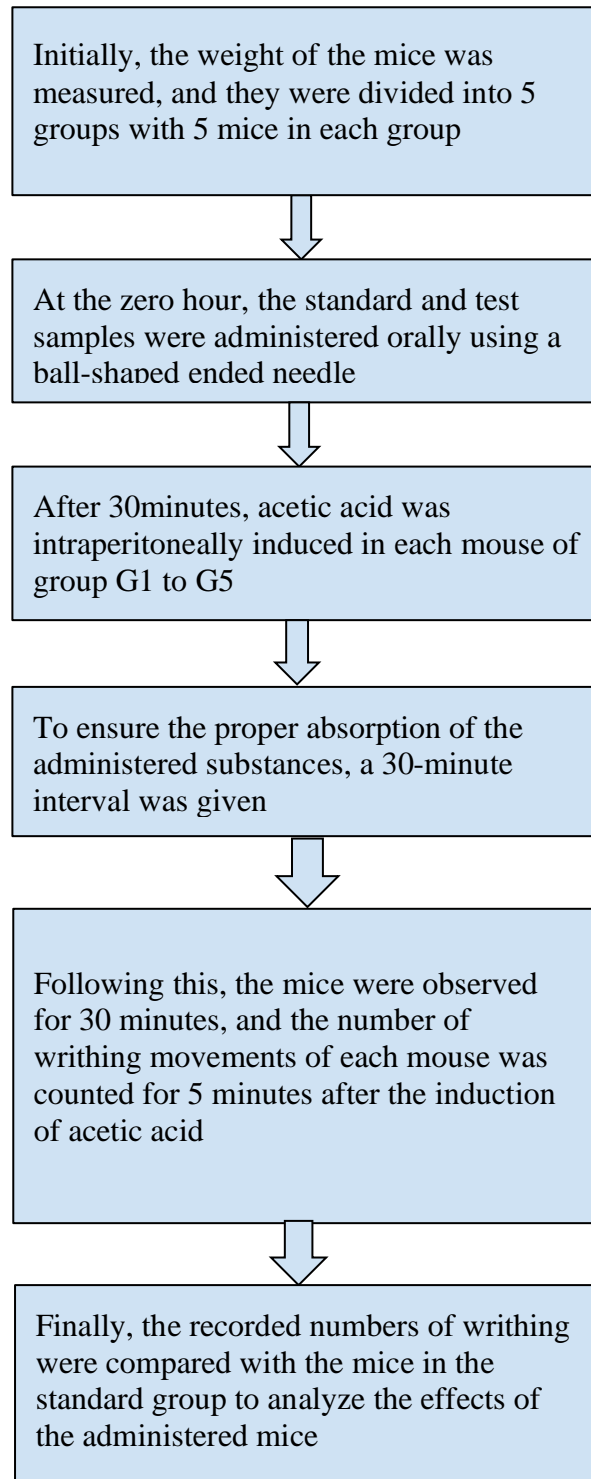 Initially, the weight of the mice was
measured, and they were divided into 5
groups with 5 mice in each group
At the zero hour, the standard and test
samples were administered orally using a
ball-shaped ended needle
After 30minutes, acetic acid was
intraperitoneally induced in each mouse of
group G1 to G5
To ensure the proper absorption of the
administered substances, a 30-minute
interval was given
Following this, the mice were observed
for 30 minutes, and the number of
writhing movements of each mouse was
counted for 5 minutes after the induction
of acetic acid
Finally, the recorded numbers of writhing
were compared with the mice in the
standard group to analyze the effects of
the administered mice